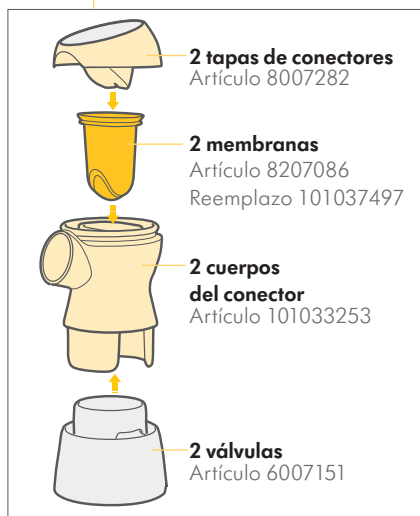 2 tapas de conectores
Artículo 8007282
2 membranas
Artículo 8207086
Reemplazo 101037497
2 cuerpos
del conector
Artículo 101033253
2 válvulas
Artículo 6007151